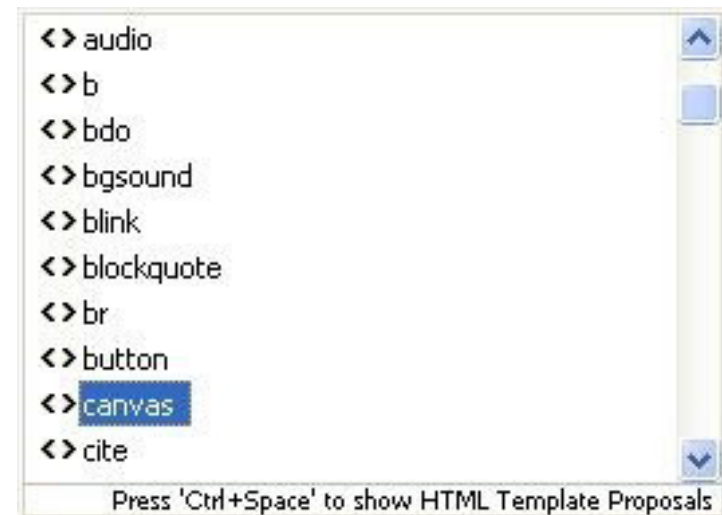 <> audio
<> b
<> bdo
<> bgsound
<> blink
<> blockquote
<> br
<> button
<> canvas
<> cite
Press 'Ctrl+Space' to show HTML Template Proposals